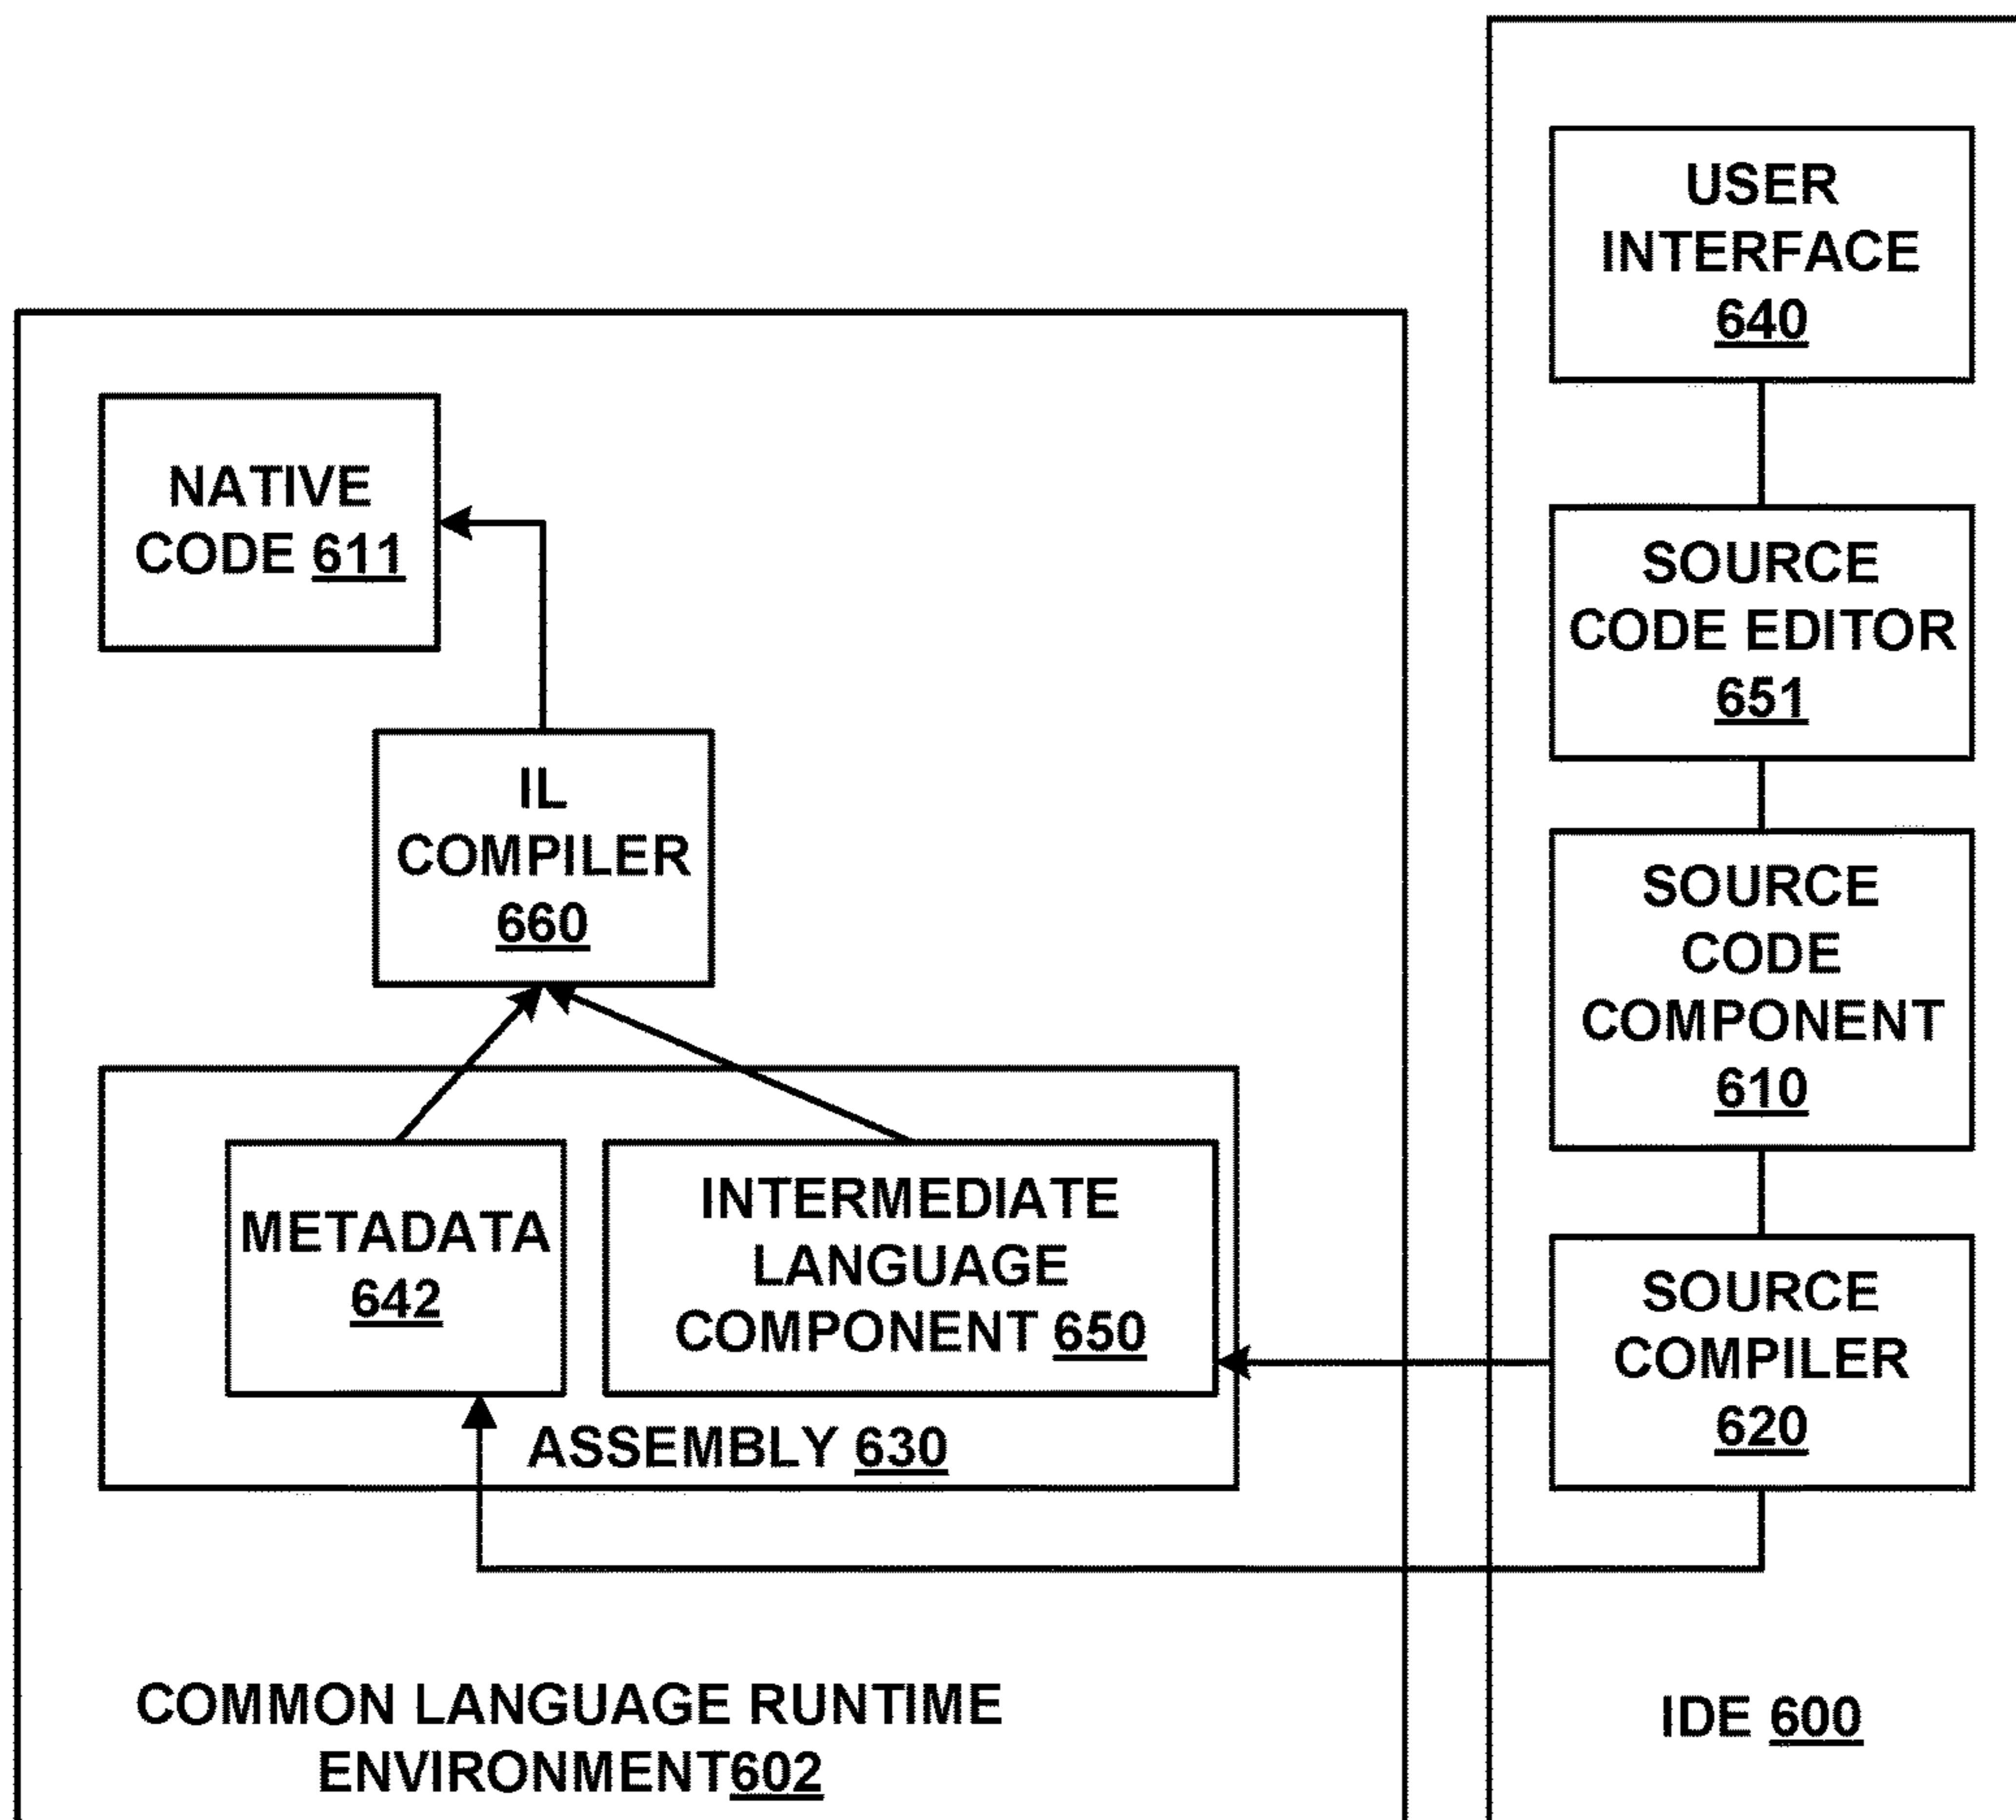 USER
INTERFACE
640
NATIVE
CODE 611
SOURCE
CODE EDITOR
651
IL
COMPILER
660
SOURCE
CODE
COMPONENT
610
METADATA
642
INTERMEDIATE
LANGUAGE
COMPONENT 650
SOURCE
COMPILER
620
ASSEMBLY 630
COMMON LANGUAGE RUNTIME
ENVIRONMENT602
IDE 600